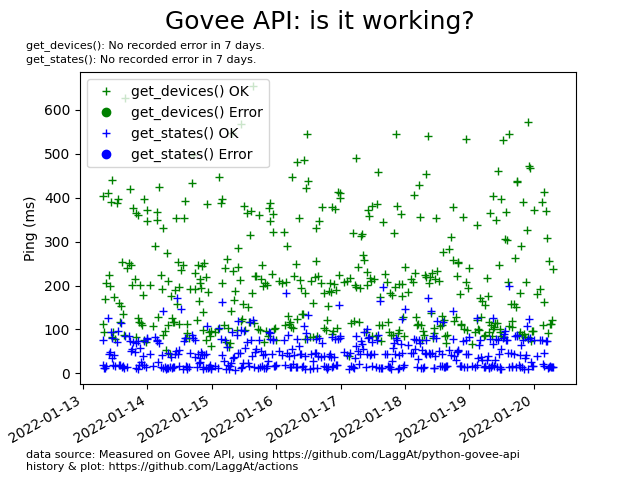 Govee API: is it working?
get_devices(): No recorded error in 7 days.
get_states(): No recorded error in 7 days.
get_devices() OK
get_devices() Error
get_states() OK
get_states() Error
Ping (ms)
600
500
400
300
200
100
0
2022-01-13
2022-01-14
2022-01-15
2022-01-16
2022-01-17
2022-01-18
2022-01-19
2022-01-20
data source: Measured on Govee API, using https://github.com/LaggAt/python-govee-api
history & plot: https://github.com/LaggAt/actions